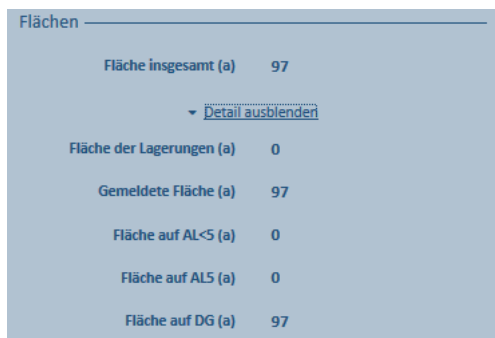 Flächen
Fläche insgesamt (a) 97
Detail ausblenden
Fläche der Lagerungen (a) 0
Gemeldete Fläche (a) 97
Fläche auf AL<5 (a) 0
Fläche auf AL5 (a) 0
Fläche auf DG (a) 97